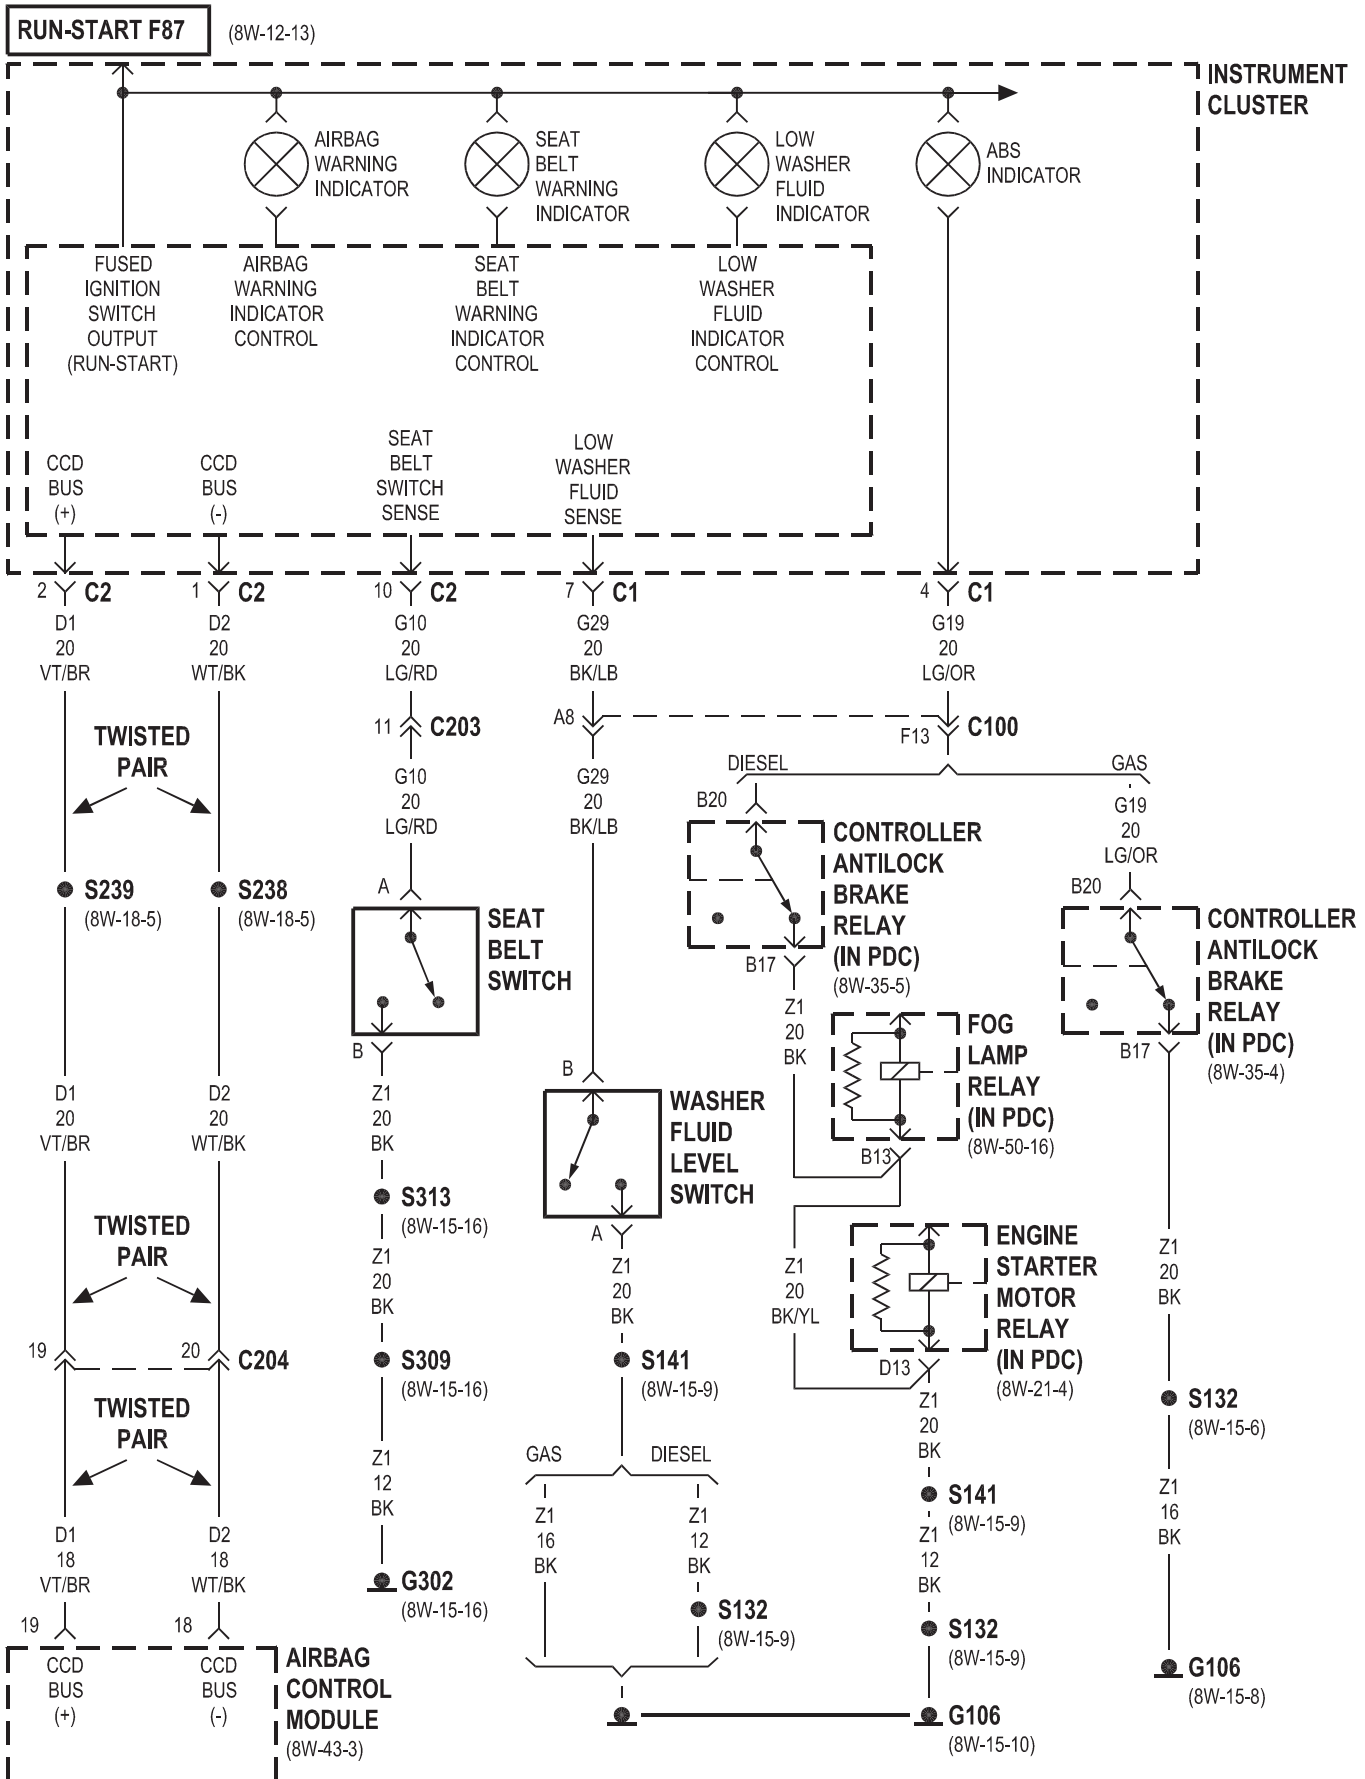 RUN-START F87
(8W-12-13)
INSTRUMENT
CLUSTER
AIRBAG
WARNING
INDICATOR
SEAT
BELT
WARNING
INDICATOR
LOW
WASHER
FLUID
INDICATOR
ABS
INDICATOR
FUSED
IGNITION
SWITCH
OUTPUT
(RUN-START)
AIRBAG
WARNING
INDICATOR
CONTROL
SEAT
BELT
WARNING
INDICATOR
CONTROL
LOW
WASHER
FLUID
INDICATOR
CONTROL
CCD
BUS
(+)
CCD
BUS
(-)
SEAT
BELT
SWITCH
SENSE
LOW
WASHER
FLUID
SENSE
2 C2
1 C2
10 C2
7 C1
4 C1
D1
20
VT/BR
D2
20
WT/BK
G10
20
LG/RD
G29
20
BK/LB
G19
20
LG/OR
TWISTED
PAIR
11 C203
A8
F13 C100
G10
20
LG/RD
G29
20
BK/LB
DIESEL
GAS
B20
G19
20
LG/OR
B20
CONTROLLER
ANTILOCK
BRAKE
RELAY
(IN PDC)
(8W-35-5)
B17
CONTROLLER
ANTILOCK
BRAKE
RELAY
(IN PDC)
(8W-35-4)
B17
S239
(8W-18-5)
S238
(8W-18-5)
A
SEAT
BELT
SWITCH
B
Z1
20
BK
FOG
LAMP
RELAY
(IN PDC)
(8W-50-16)
B13
D1
20
VT/BR
D2
20
WT/BK
Z1
20
BK
B
WASHER
FLUID
LEVEL
SWITCH
A
S313
(8W-15-16)
TWISTED
PAIR
Z1
20
BK
Z1
20
BK
Z1
20
BK/YL
ENGINE
STARTER
MOTOR
RELAY
(IN PDC)
(8W-21-4)
D13
Z1
20
BK
19
20 C204
S309
(8W-15-16)
S141
(8W-15-9)
Z1
20
BK
S132
(8W-15-6)
TWISTED
PAIR
Z1
12
BK
GAS
DIESEL
Z1
16
BK
Z1
12
BK
S141
(8W-15-9)
Z1
12
BK
Z1
16
BK
D1
18
VT/BR
D2
18
WT/BK
G302
(8W-15-16)
S132
(8W-15-9)
S132
(8W-15-9)
19
18
CCD
BUS
(+)
CCD
BUS
(-)
AIRBAG
CONTROL
MODULE
(8W-43-3)
G106
(8W-15-8)
G106
(8W-15-10)